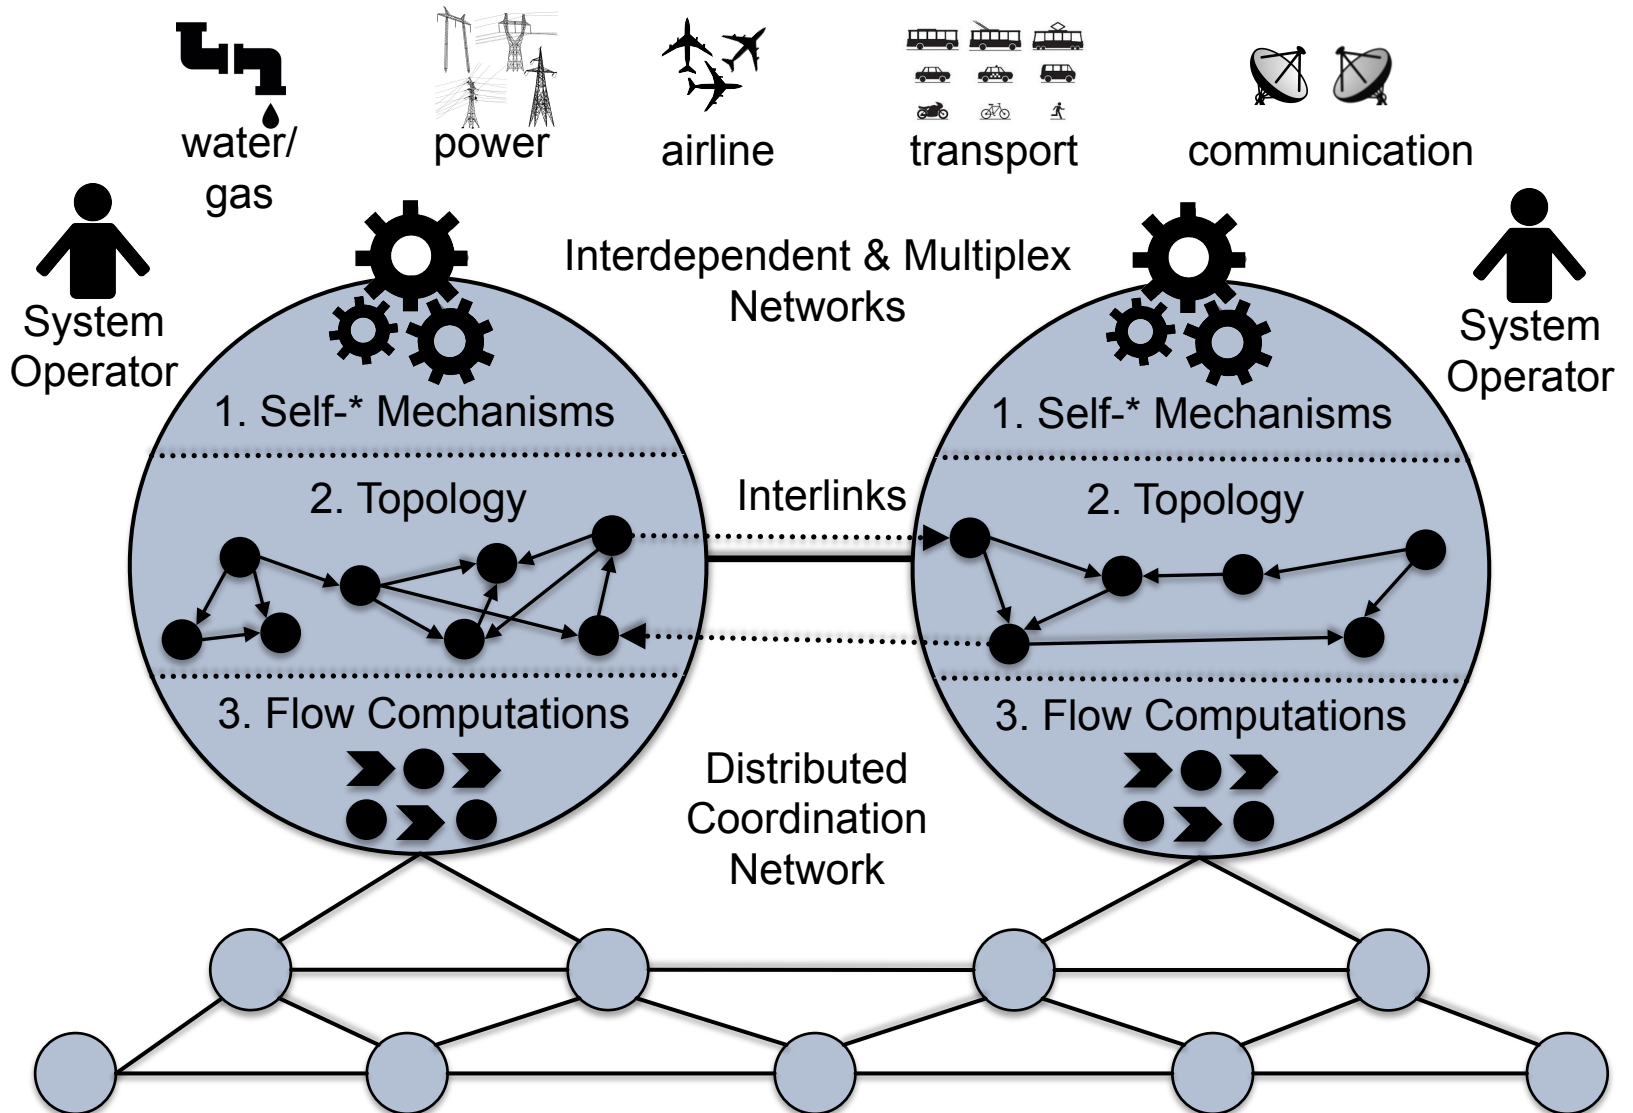 water/
gas
power
airline
transport
communication
System
Operator
Interdependent & Multiplex
Networks
System
Operator
1. Self-* Mechanisms
1. Self-* Mechanisms
2. Topology
Interlinks
2. Topology
3. Flow Computations
3. Flow Computations
Distributed
Coordination
Network